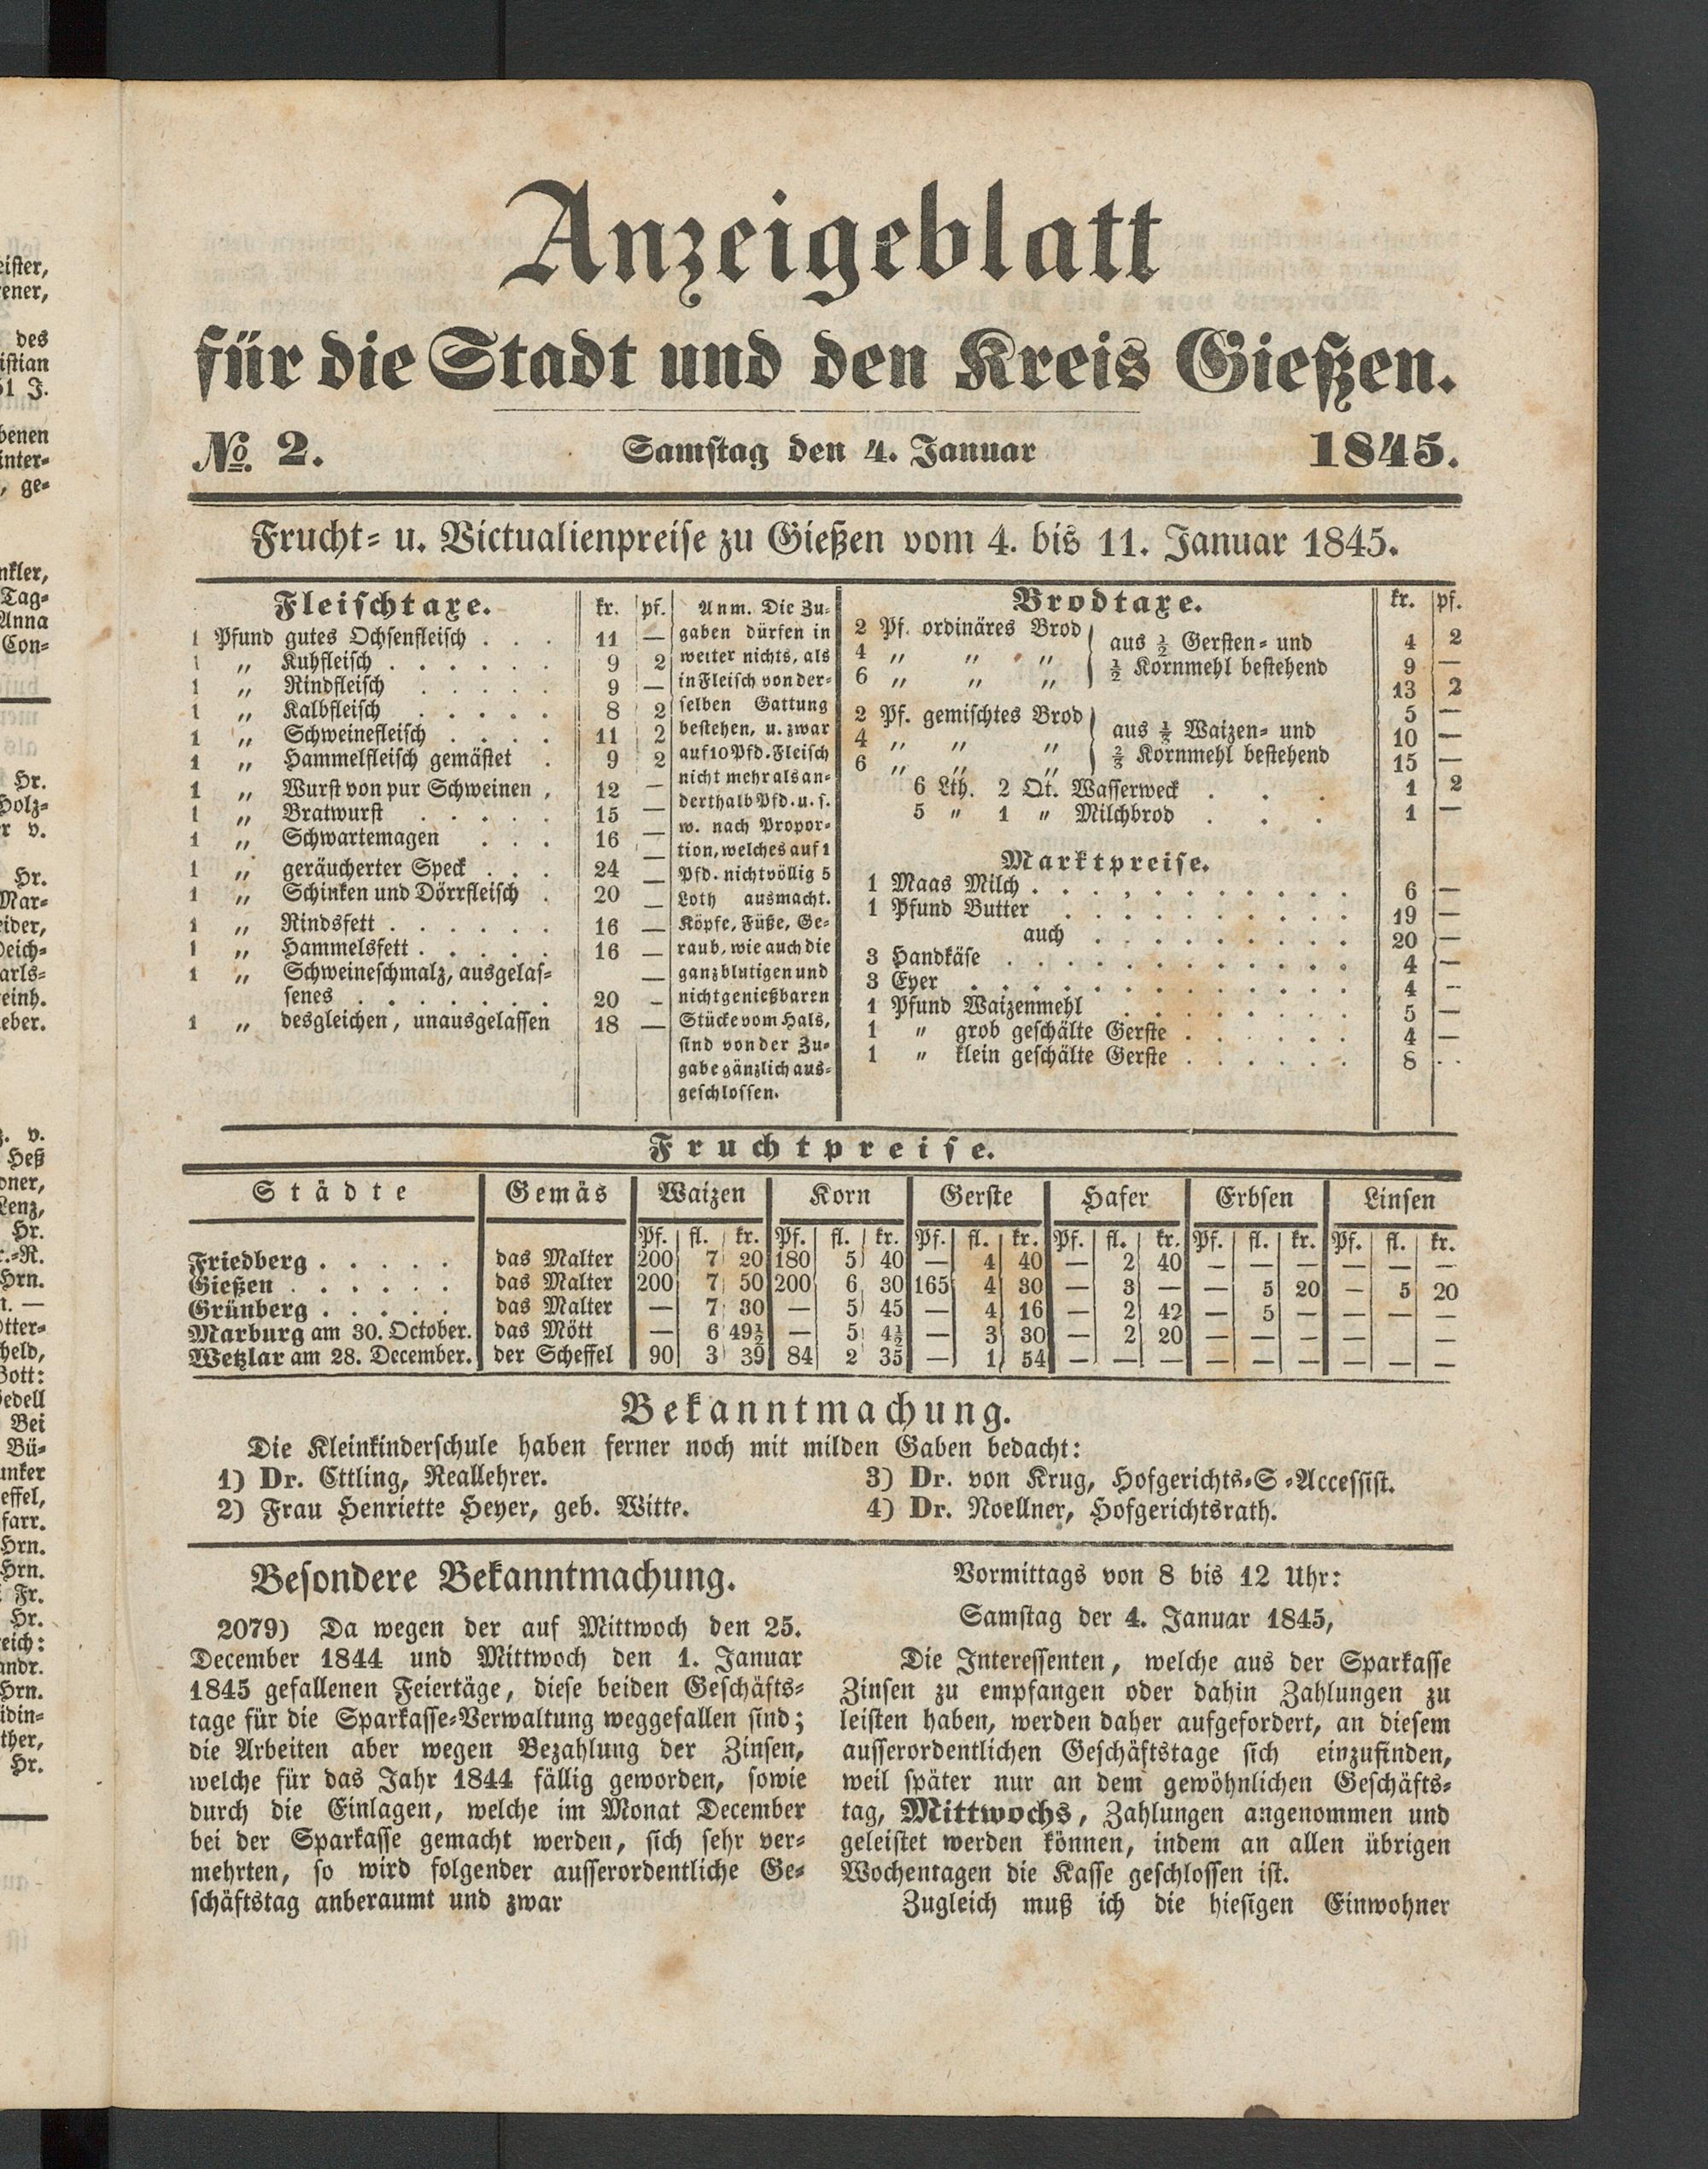 Anzeigeblatt
für die Stadt und den Kreis Gießen.
No. 2. Samstag den 4. Januar 1845.
Frucht- u. Victualienpreise zu Gießen vom 4. bis 11. Januar 1845.
Fleischtaxe. kr. pf.
1 Pfund gutes Ochsenfleisch . . . 11 —
1 „ Kuhfleisch . . . . . . 9 2
1 „ Rindfleisch . . . . . 9 —
1 „ Kalbfleisch . . . . . 8 2
1 „ Schweinefleisch . . . . 11 2
1 „ Hammelfleisch gemästet . 9 2
1 „ Wurst von pur Schweinen . 12 —
1 „ Bratwurst . . . . . 15 —
1 „ Schwartemagen . . . 16 —
1 „ geräucherter Speck . . . 24 —
1 „ Schinken und Dörrfleisch . 20 —
1 „ Rindsfett . . . . . . 16 —
1 „ Hammelsfett . . . . . 16 —
1 „ Schweineschmalz, ausgelas-
senes . . . . . . . 20 –
1 „ desgleichen, unausgelassen 18 —
Anm. Die Zu-
gaben dürfen in
weiter nichts, als
in Fleisch von der-
selben Gattung
bestehen, u. zwar
auf 10 Pfd. Fleisch
nicht mehr als an-
derthalb Pfd. u. s.
w. nach Propor-
tion, welches auf 1
Pfd. nicht völlig 5
Loth ausmacht.
Köpfe, Füße, Ge-
raub, wie auch die
ganz blutigen und
nicht genießbaren
Stücke vom Hals,
sind von der Zu-
gabe gänzlich aus-
geschlossen.
Brodtaxe. kr. pf.
2 Pf. ordinäres Brod aus ½ Gersten- und 4 2
4 „ „ „ ½ Kornmehl bestehend 9 —
6 „ „ „ 13 2
2 Pf. gemischtes Brod aus ⅓ Waizen- und 5 —
4 „ „ „ ⅔ Kornmehl bestehend 10 —
6 „ „ „ 15 —
6 Lth. 2 Qt. Wasserweck . . . 1 2
5 „ 1 „ Milchbrod . . . 1 —
Marktpreise.
1 Maas Milch . . . . . . . . . . 6 —
1 Pfund Butter . . . . . . . . . 19 —
auch . . . . . . . . 20 —
3 Handkäse . . . . . . . . . . . 4 —
3 Eyer . . . . . . . . . . . . 4 –
1 Pfund Waizenmehl . . . . . . . 5 —
1 „ grob geschälte Gerste . . . . . . 4 —
1 „ klein geschälte Gerste . . . . . . 8 . .
Fruchtpreise.
Städte Gemäs Waizen Korn Gerste Hafer Erbsen Linsen
Pf. fl. kr. Pf. fl. kr. Pf. fl. kr. Pf. fl. kr. Pf. fl. kr. Pf. fl. kr.
Friedberg . . . . . das Malter 200 7 20 180 5 40 — 4 40 — 2 40 — — — — — —
Gießen . . . . . . das Malter 200 7 50 200 6 30 165 4 30 — 3 — — 5 20 — 5 20
Grünberg . . . . . das Malter — 7 30 — 5 45 — 4 16 — 2 42 — 5 — — — —
Marburg am 30. October. das Mött — 6 49½ — 5 4½ — 3 30 — 2 20 — — — — — —
Wetzlar am 28. December. der Scheffel 90 3 39 84 2 35 — 1 54 — — — — — — — — —
Bekanntmachung.
Die Kleinkinderschule haben ferner noch mit milden Gaben bedacht:
1) Dr. Ettling, Reallehrer.
2) Frau Henriette Heyer, geb. Witte.
3) Dr. von Krug, Hofgerichts-S-Accessist.
4) Dr. Noellner, Hofgerichtsrath.
Besondere Bekanntmachung.
2079) Da wegen der auf Mittwoch den 25.
December 1844 und Mittwoch den 1. Januar
1845 gefallenen Feiertäge, diese beiden Geschäfts-
tage für die Sparkasse-Verwaltung weggefallen sind;
die Arbeiten aber wegen Bezahlung der Zinsen,
welche für das Jahr 1844 fällig geworden, sowie
durch die Einlagen, welche im Monat December
bei der Sparkasse gemacht werden, sich sehr ver-
mehrten, so wird folgender ausserordentliche Ge-
schäftstag anberaumt und zwar
Vormittags von 8 bis 12 Uhr:
Samstag der 4. Januar 1845,
Die Interessenten, welche aus der Sparkasse
Zinsen zu empfangen oder dahin Zahlungen zu
leisten haben, werden daher aufgefordert, an diesem
ausserordentlichen Geschäftstage sich einzufinden,
weil später nur an dem gewöhnlichen Geschäfts-
tag, Mittwochs, Zahlungen angenommen und
geleistet werden können, indem an allen übrigen
Wochentagen die Kasse geschlossen ist.
Zugleich muß ich die hiesigen Einwohner